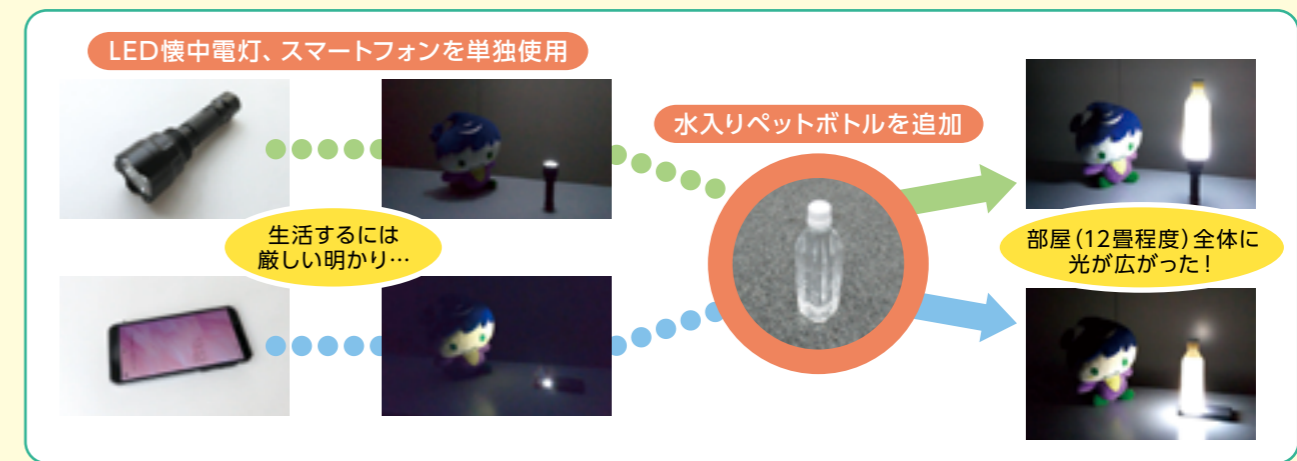 LED懐中電灯、スマートフォンを単独使用
水入りペットボトルを追加
生活するには
厳しい明かり…
部屋(12畳程度)全体に
光が広がった!